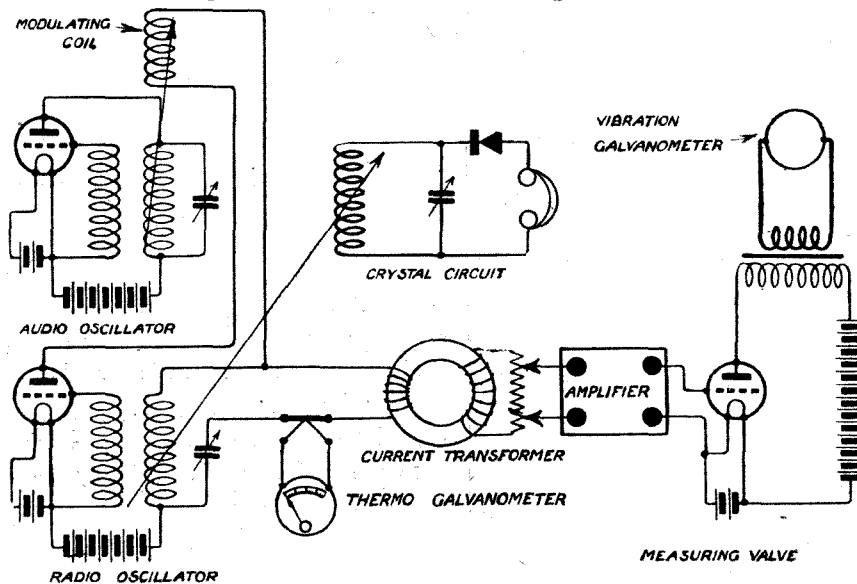 MODULATING
COIL
VIBRATION
GALVANOMETER
CRYSTAL CIRCUIT
AUDIO OSCILLATOR
AMPLIFIER
CURRENT TRANSFORMER
THERMO GALVANOMETER
MEASURING VALVE
RADIO OSCILLATOR